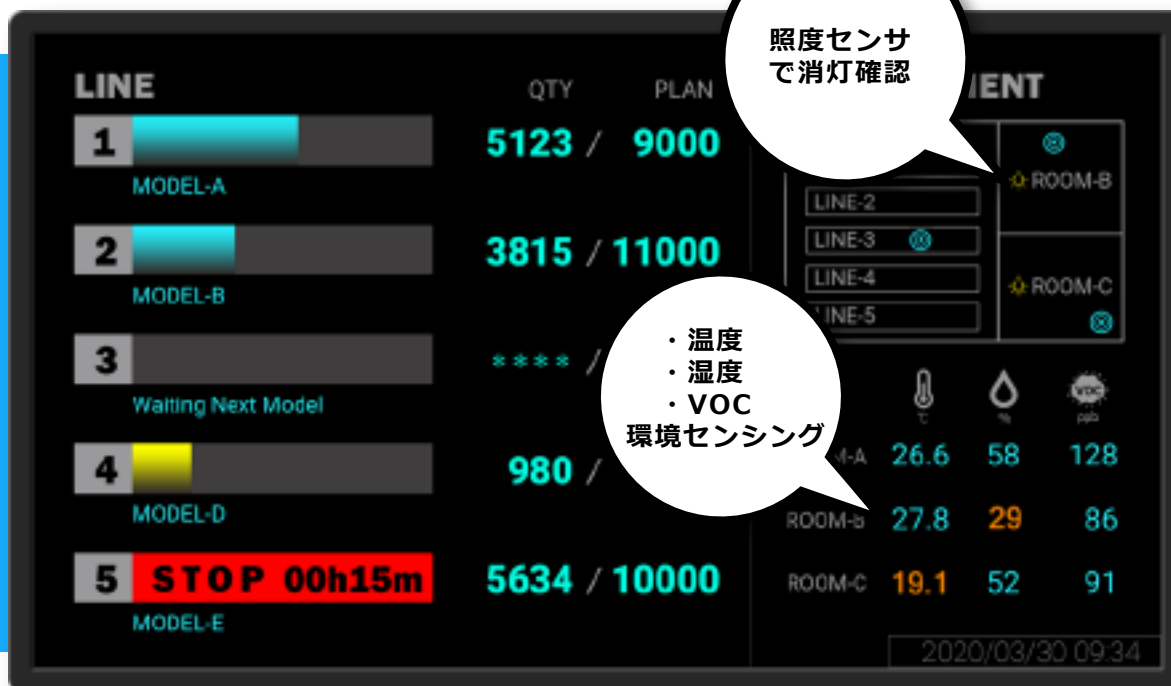 照度センサ
で消灯確認
LINE QTY PLAN
1 5123 / 9000
MODEL-A
2 3815 / 11000
MODEL-B
3 **** /
Waiting Next Model
4 980 /
MODEL-D
5 STOP 00h15m 5634 / 10000
MODEL-E
ROOM-B
LINE-2
LINE-3
LINE-4
LINE-5
ROOM-C
・温度
・湿度
・VOC
環境センシング
℃ % VOC ppb
26.6 58 128
ROOM-B 27.8 29 86
ROOM-C 19.1 52 91
2020/03/30 09:34